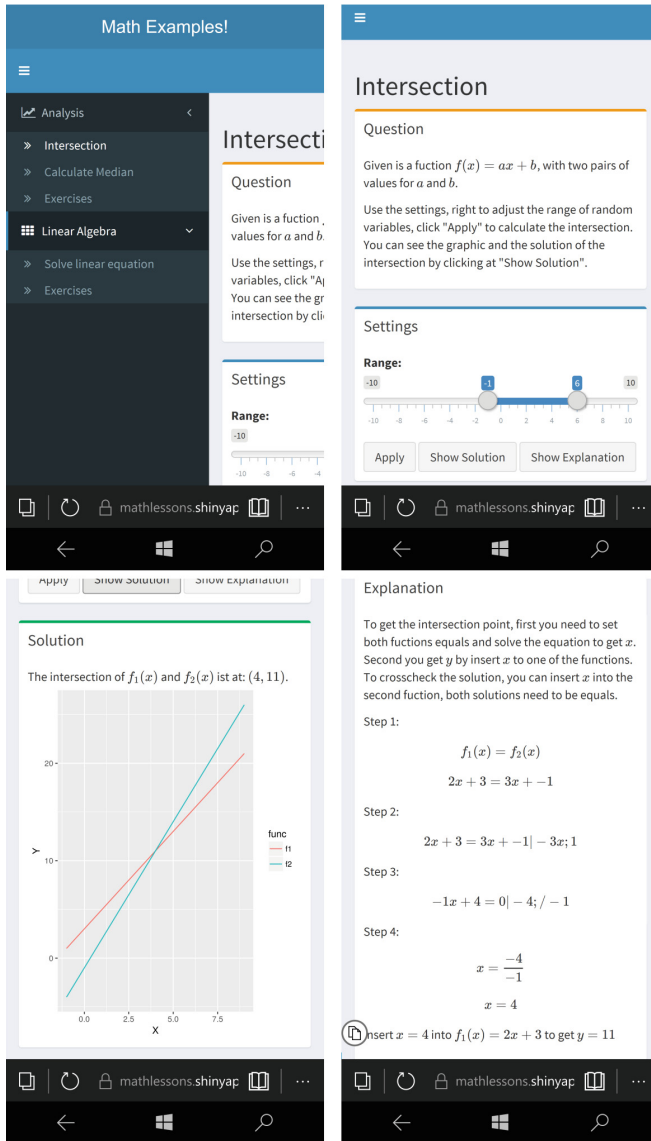 Math Examples!
Analysis
Intersection
Calculate Median
Exercises
Linear Algebra
Solve linear equation
Exercises
Intersecti
Question
Given is a fuction
values for a and b.
Use the settings, r
variables, click "A
You can see the gr
intersection by cli
Settings
Range:
-10
-10 -8 -6 -4
mathlessons.shinyap
Intersection
Question
Given is a fuction f(x) = ax + b, with two pairs of
values for a and b.
Use the settings, right to adjust the range of random
variables, click "Apply" to calculate the intersection.
You can see the graphic and the solution of the
intersection by clicking at "Show Solution".
Settings
Range:
-10 -1 6 10
-10 -8 -6 -4 -2 0 2 4 6 8 10
Apply Show Solution Show Explanation
mathlessons.shinyap
Apply Show Solution Show Explanation
Solution
The intersection of f₁(x) and f₂(x) ist at: (4, 11).
20
10
0
Y
0.0 2.5 5.0 7.5
X
func
f1
f2
mathlessons.shinyap
Explanation
To get the intersection point, first you need to set
both fuctions equals and solve the equation to get x.
Second you get y by insert x to one of the functions.
To crosscheck the solution, you can insert x into the
second fuction, both solutions need to be equals.
Step 1:
f₁(x) = f₂(x)
2x + 3 = 3x + −1
Step 2:
2x + 3 = 3x + −1| − 3x; 1
Step 3:
−1x + 4 = 0| − 4; / − 1
Step 4:
x = −4/−1
x = 4
nsert x = 4 into f₁(x) = 2x + 3 to get y = 11
mathlessons.shinyap